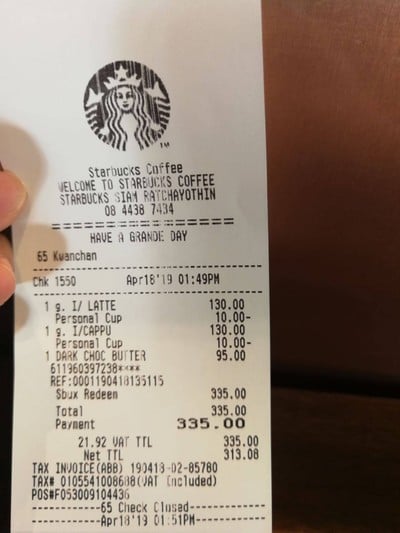 TM
Starbucks Coffee
WELCOME TO STARBUCKS COFFEE
STARBUCKS SIAM RATCHAYOTHIN
08 4438 7434
HAVE A GRANDE DAY
65 Kwanchan
Chk 1550 Apr18'19 01:49PM
1 g. I/ LATTE 130.00
Personal Cup 10.00-
1 g. I/CAPPU 130.00
Personal Cup 10.00-
1 DARK CHOC BUTTER 95.00
611960397238****
REF:0001190418135115
Sbux Redeem 335.00
Total 335.00
Payment 335.00
21.92 VAT TTL 335.00
Net TTL 313.08
TAX INVOICE(ABB) 190418-02-85780
TAX# 0105541008688(VAT Included)
POS#F053009104436
65 Check Closed
Apr18'19 01:51PM